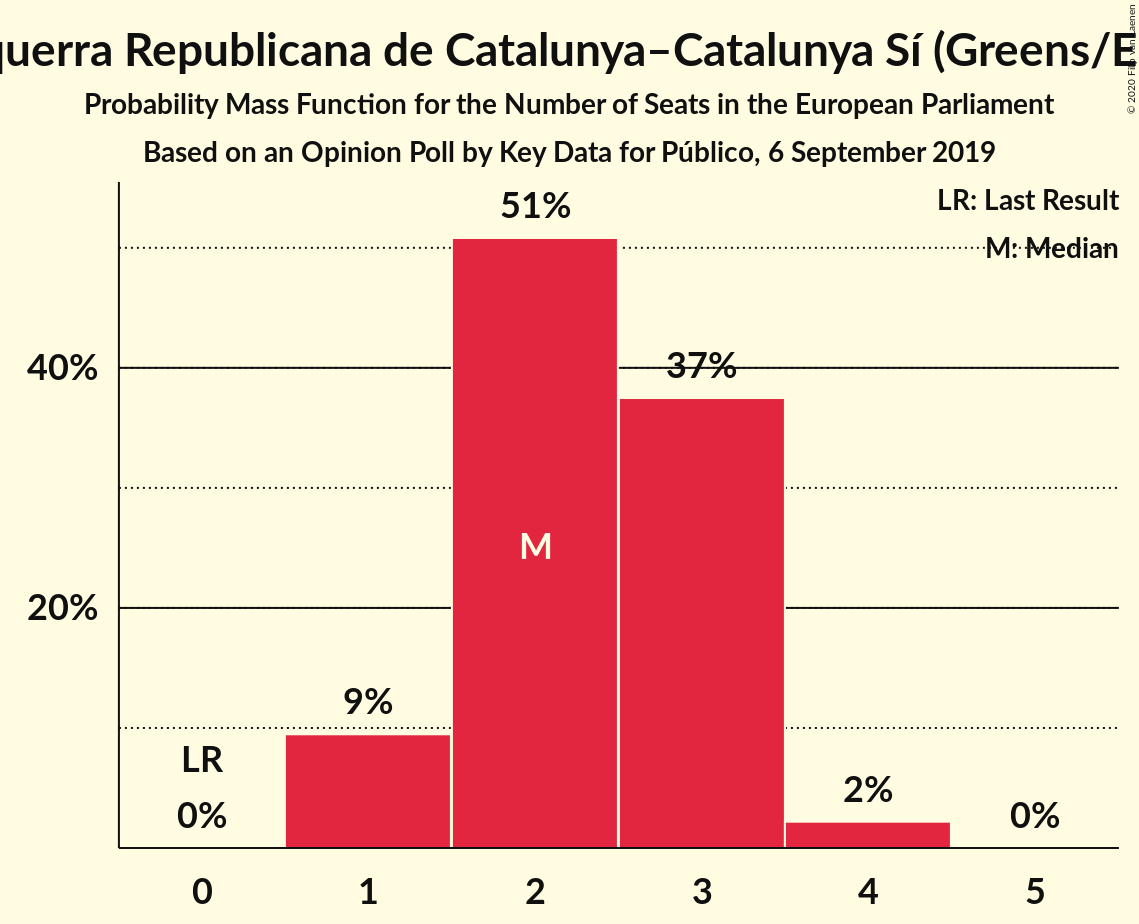 querra Republicana de Catalunya–Catalunya Sí (Greens/E
© 2020 Filip van Laenen
Probability Mass Function for the Number of Seats in the European Parliament
Based on an Opinion Poll by Key Data for Público, 6 September 2019
LR: Last Result
M: Median
51%
40%
37%
M
20%
9%
LR
0%
2%
0%
0 1 2 3 4 5